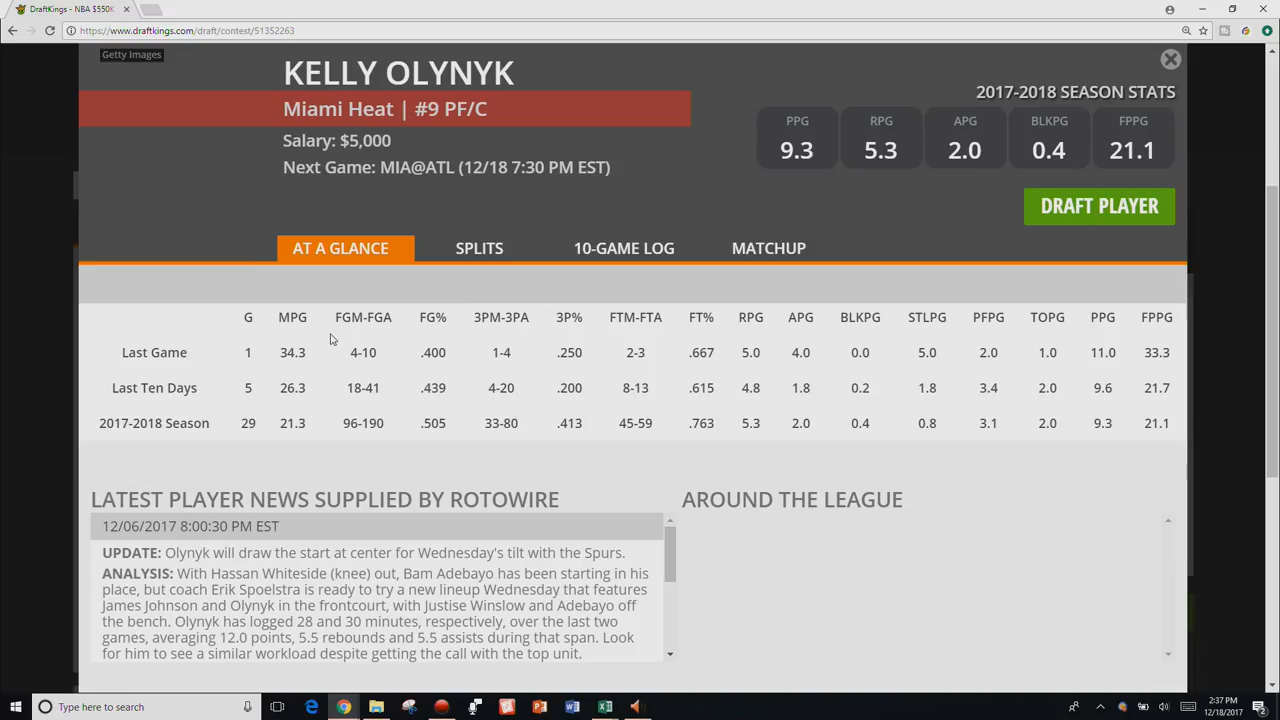 DraftKings - NBA $550K
https://www.draftkings.com/draft/contest/51352263
Getty Images
KELLY OLYNYK
Miami Heat | #9 PF/C
Salary: $5,000
Next Game: MIA@ATL (12/18 7:30 PM EST)
2017-2018 SEASON STATS
PPG RPG APG BLKPG FPPG
9.3 5.3 2.0 0.4 21.1
DRAFT PLAYER
AT A GLANCE SPLITS 10-GAME LOG MATCHUP
G MPG FGM-FGA FG% 3PM-3PA 3P% FTM-FTA FT% RPG APG BLKPG STLPG PFPG TOPG PPG FPPG
Last Game 1 34.3 4-10 .400 1-4 .250 2-3 .667 5.0 4.0 0.0 5.0 2.0 1.0 11.0 33.3
Last Ten Days 5 26.3 18-41 .439 4-20 .200 8-13 .615 4.8 1.8 0.2 1.8 3.4 2.0 9.6 21.7
2017-2018 Season 29 21.3 96-190 .505 33-80 .413 45-59 .763 5.3 2.0 0.4 0.8 3.1 2.0 9.3 21.1
LATEST PLAYER NEWS SUPPLIED BY ROTOWIRE
12/06/2017 8:00:30 PM EST
UPDATE: Olynyk will draw the start at center for Wednesday's tilt with the Spurs.
ANALYSIS: With Hassan Whiteside (knee) out, Bam Adebayo has been starting in his
place, but coach Erik Spoelstra is ready to try a new lineup Wednesday that features
James Johnson and Olynyk in the frontcourt, with Justise Winslow and Adebayo off
the bench. Olynyk has logged 28 and 30 minutes, respectively, over the last two
games, averaging 12.0 points, 5.5 rebounds and 5.5 assists during that span. Look
for him to see a similar workload despite getting the call with the top unit.
AROUND THE LEAGUE
Type here to search
2:37 PM
12/18/2017